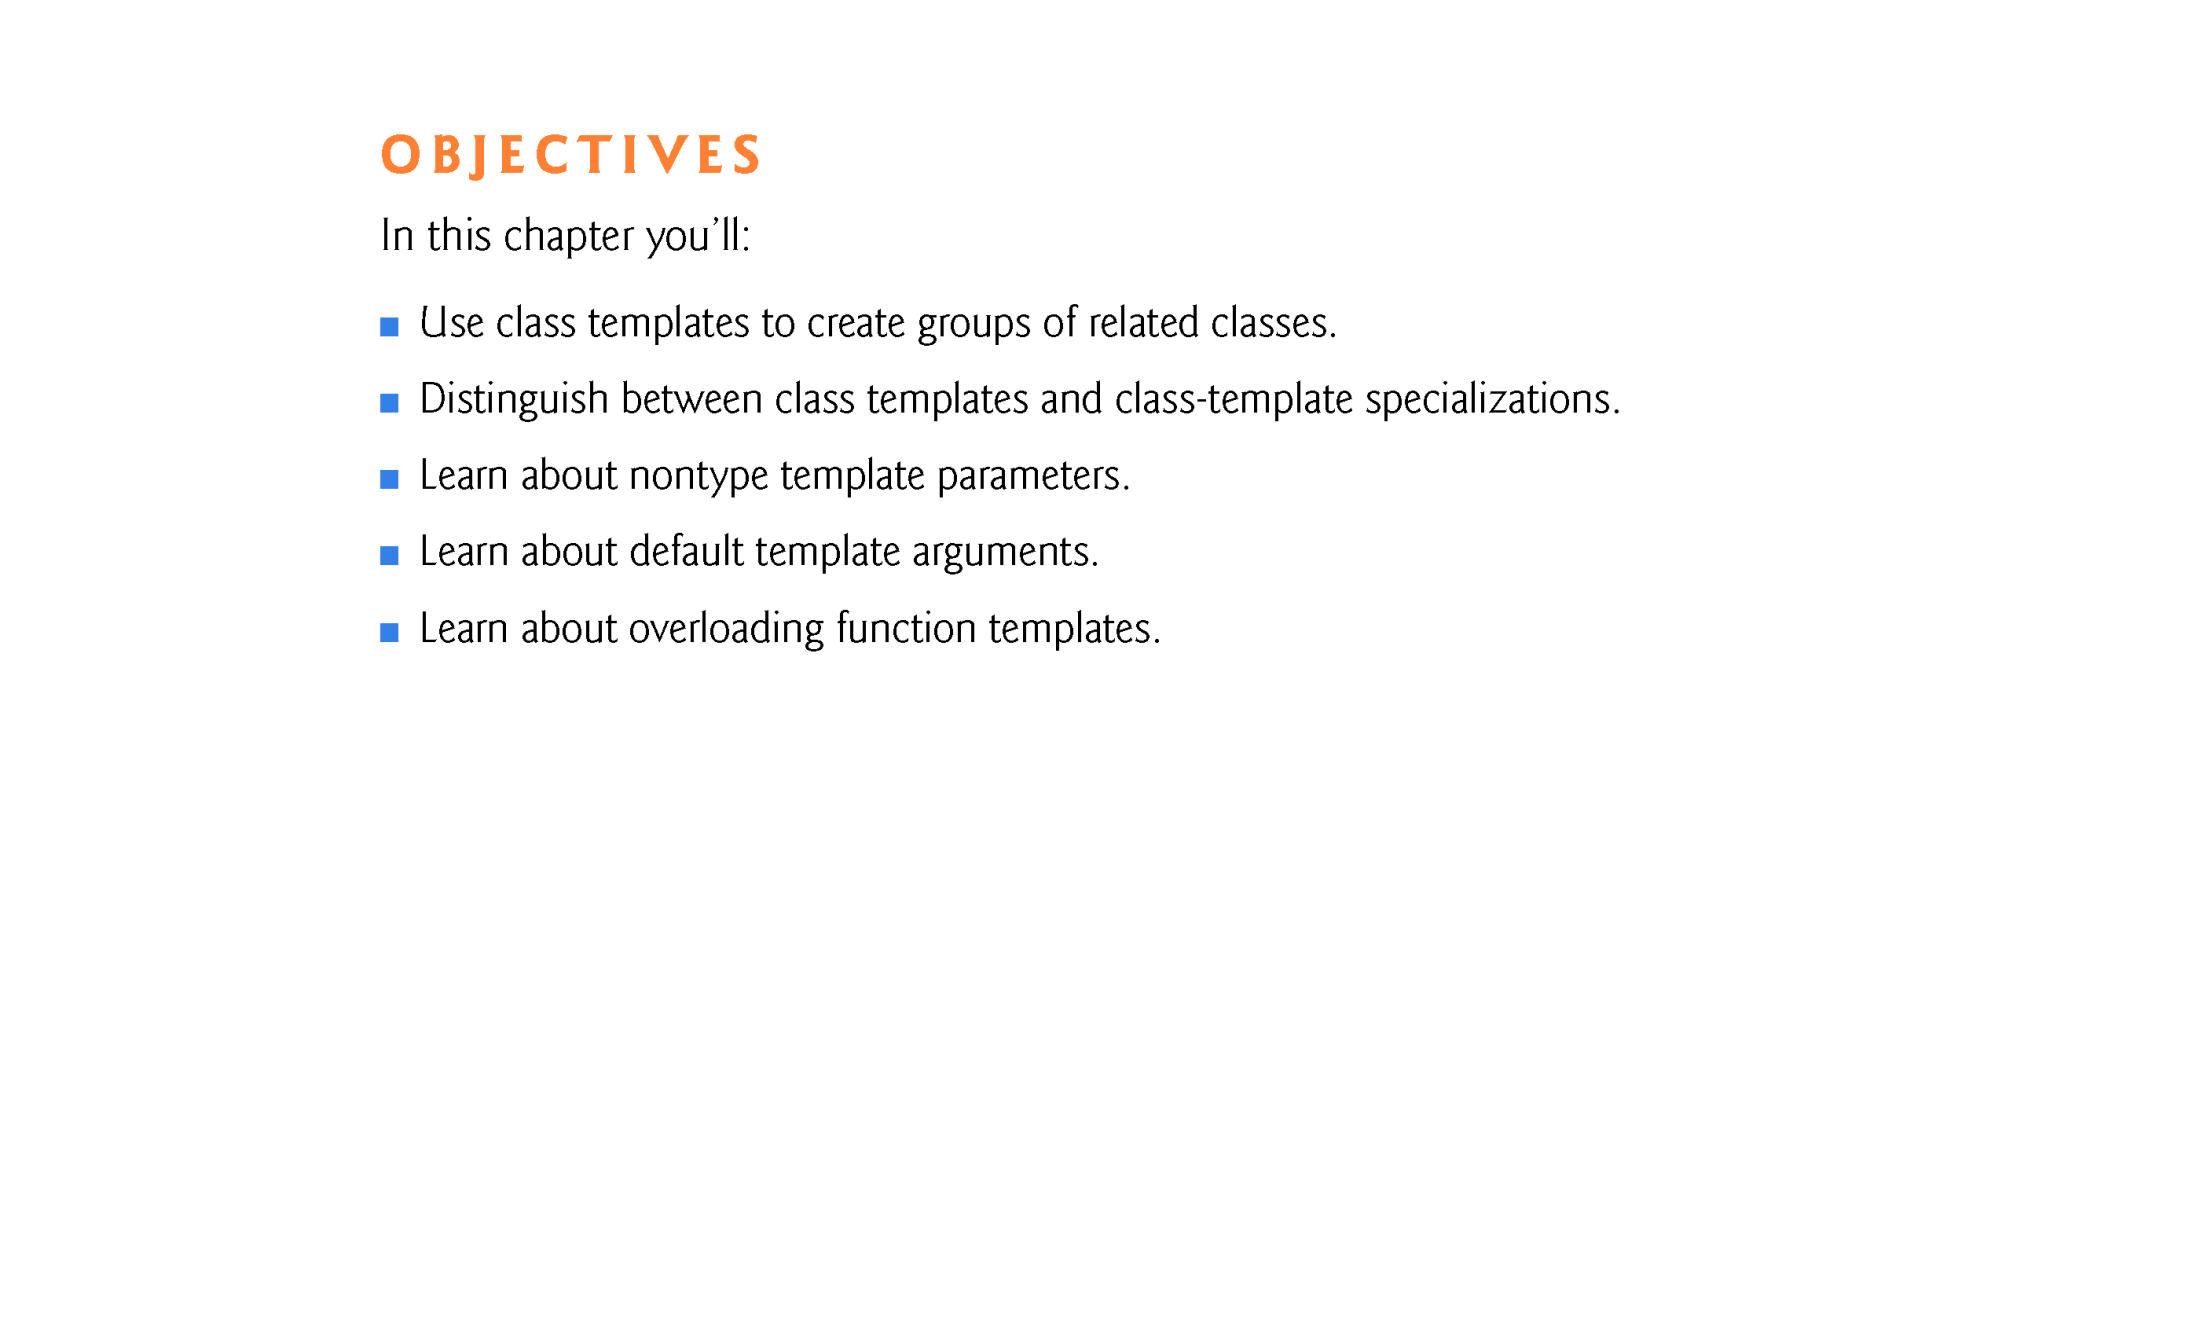 OBJECTIVES
In this chapter you’ll:
■ Use class templates to create groups of related classes.
■ Distinguish between class templates and class-template specializations.
■ Learn about nontype template parameters.
■ Learn about default template arguments.
■ Learn about overloading function templates.